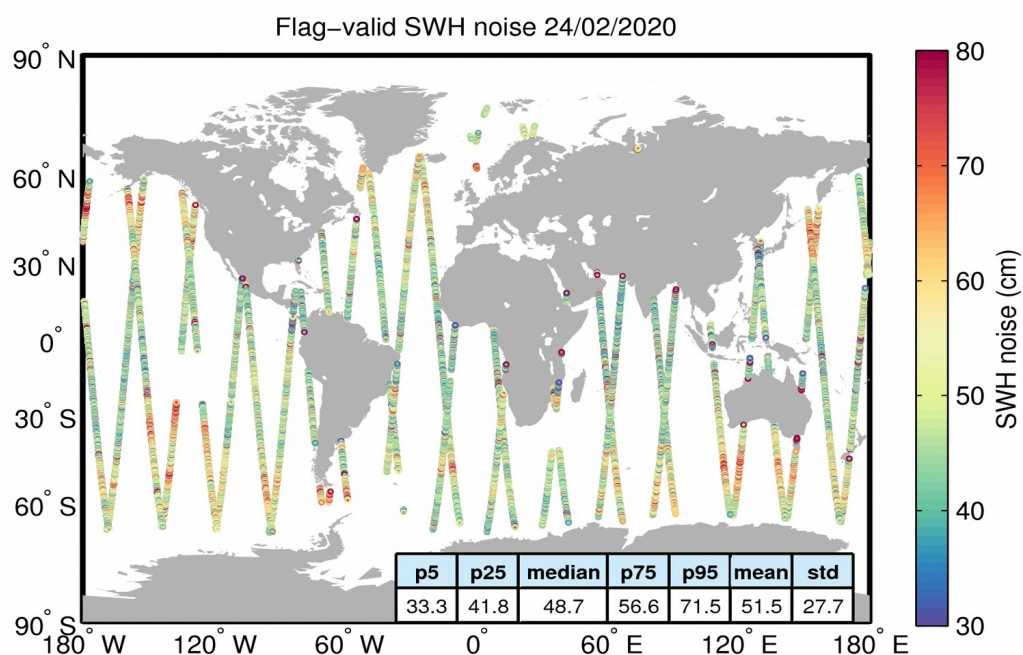 Flag−valid SWH noise 24/02/2020
90° N
60° N
30° N
0°
30° S
60° S
90° S
180° W
120° W
60° W
0°
60° E
120° E
180° E
80
70
60
50
40
30
SWH noise (cm)
p5 p25 median p75 p95 mean std
33.3 41.8 48.7 56.6 71.5 51.5 27.7